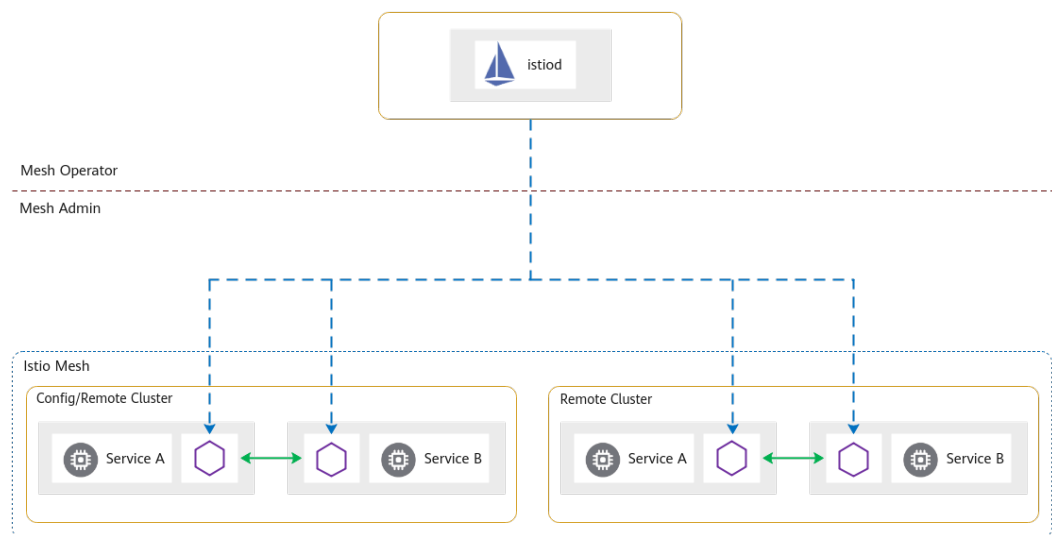 istiod
Mesh Operator
Mesh Admin
Istio Mesh
Config/Remote Cluster
Service A
Service B
Remote Cluster
Service A
Service B